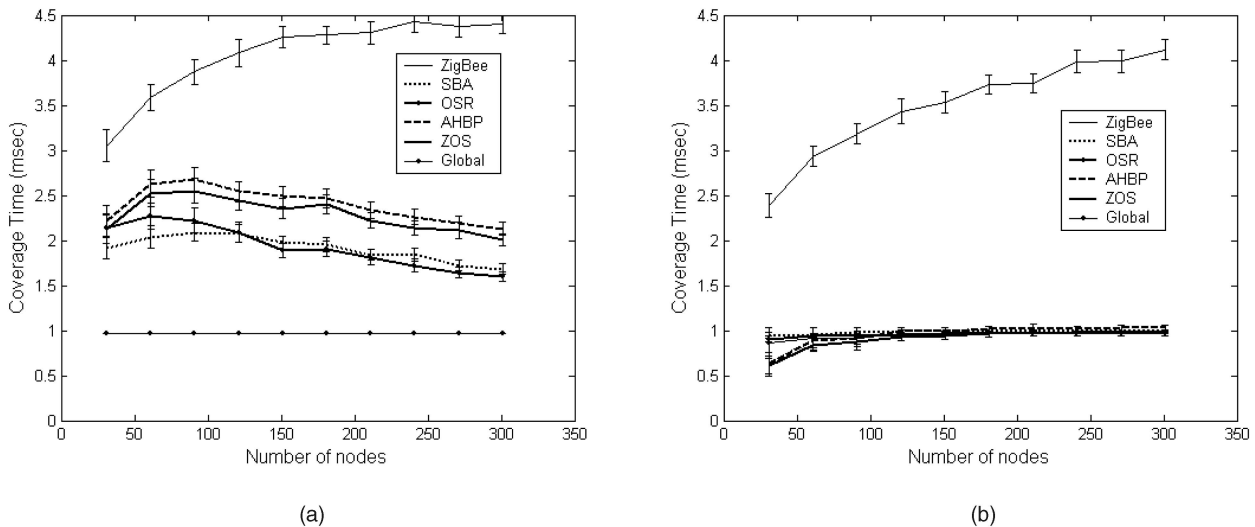 4.5
4
3.5
3
2.5
2
1.5
1
0.5
0
Coverage Time (msec)
0 50 100 150 200 250 300 350
Number of nodes
ZigBee
SBA
OSR
AHBP
ZOS
Global
(a)
4.5
4
3.5
3
2.5
2
1.5
1
0.5
0
Coverage Time (msec)
0 50 100 150 200 250 300 350
Number of nodes
ZigBee
SBA
OSR
AHBP
ZOS
Global
(b)